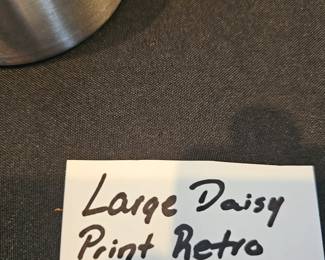 Large Daisy
Print Retro